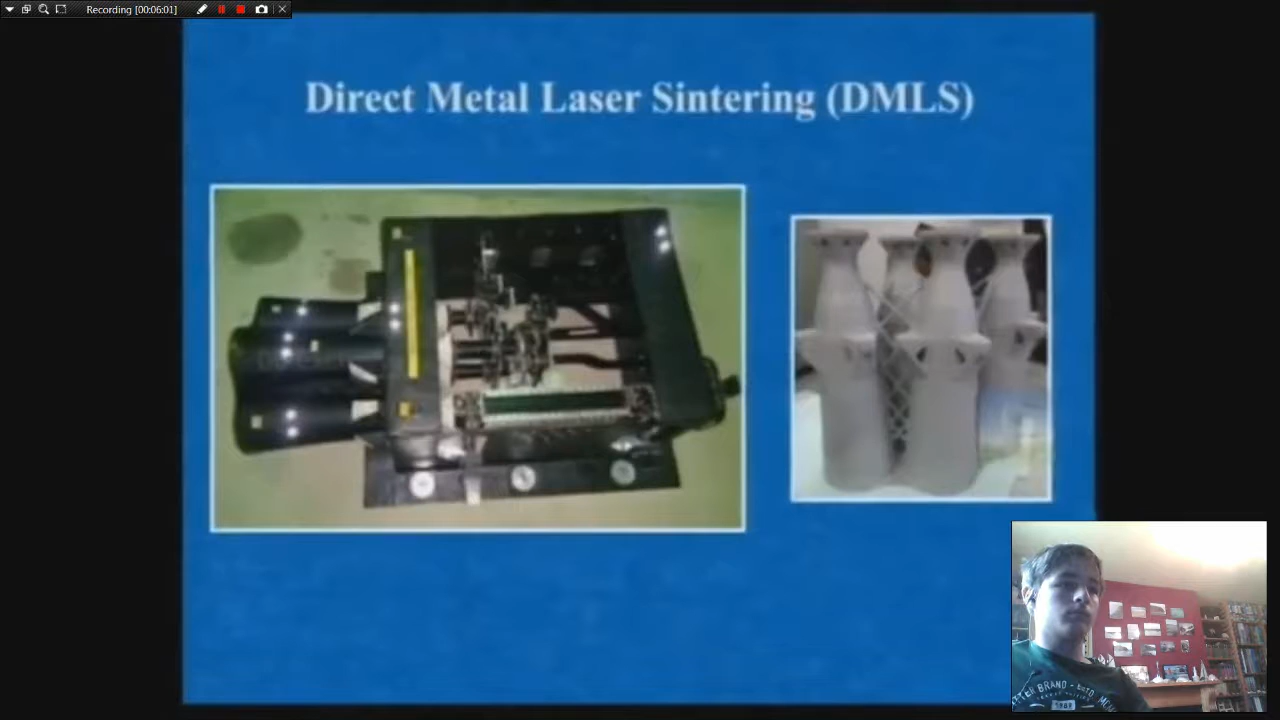 Recording [00:06:01]
Direct Metal Laser Sintering (DMLS)